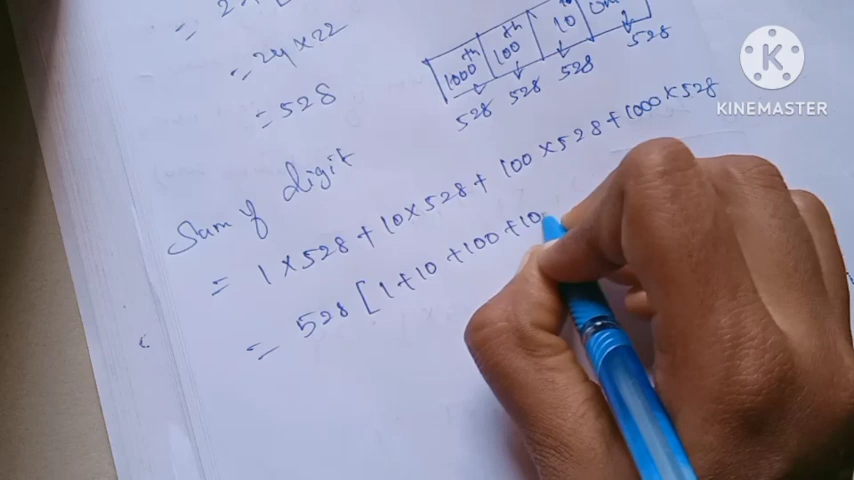 = 24 × 22
= 528
1000th 100th 10
528 528 528 528
KINEMASTER
Sum of digit
= 1 × 528 + 10 × 528 + 100 × 528 + 1000 × 528
= 528 [1 + 10 + 100 + 10